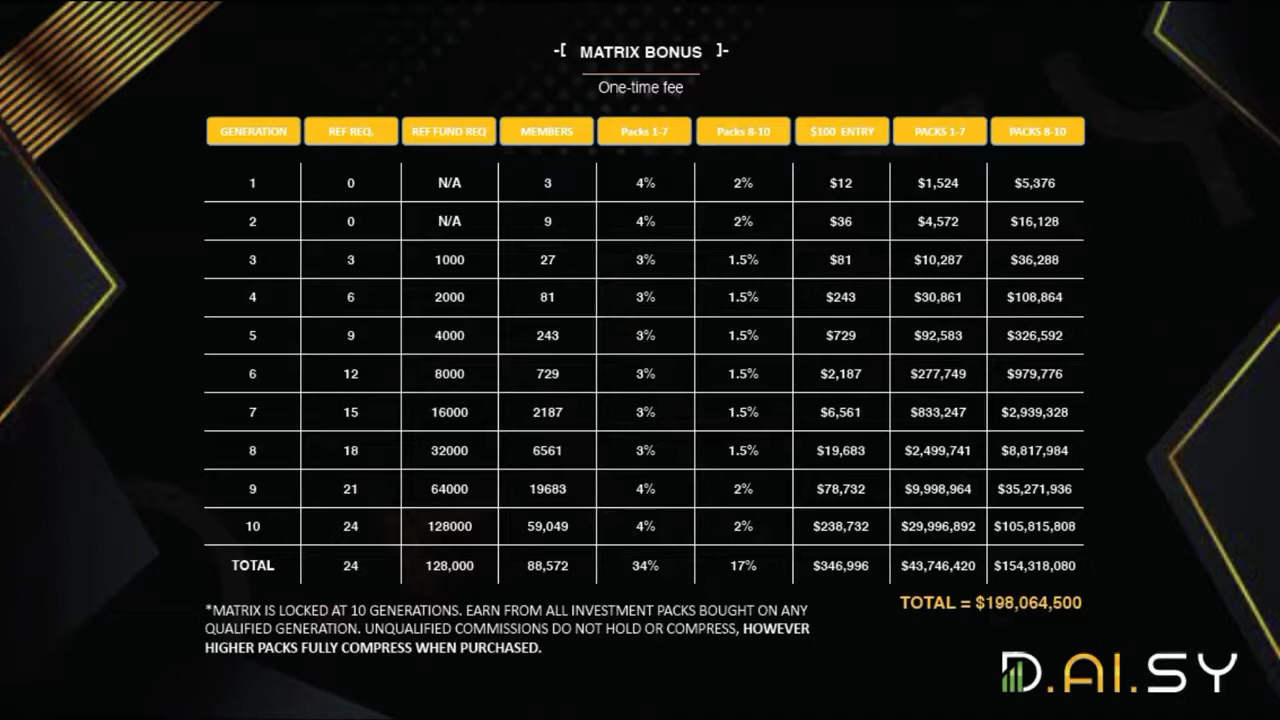 -[ MATRIX BONUS ]-
One-time fee
GENERATION REF REQ. REF FUND REQ MEMBERS Packs 1-7 Packs 8-10 $100 ENTRY PACKS 1-7 PACKS 8-10
1 0 N/A 3 4% 2% $12 $1,524 $5,376
2 0 N/A 9 4% 2% $36 $4,572 $16,128
3 3 1000 27 3% 1.5% $81 $10,287 $36,288
4 6 2000 81 3% 1.5% $243 $30,861 $108,864
5 9 4000 243 3% 1.5% $729 $92,583 $326,592
6 12 8000 729 3% 1.5% $2,187 $277,749 $979,776
7 15 16000 2187 3% 1.5% $6,561 $833,247 $2,939,328
8 18 32000 6561 3% 1.5% $19,683 $2,499,741 $8,817,984
9 21 64000 19683 4% 2% $78,732 $9,998,964 $35,271,936
10 24 128000 59,049 4% 2% $238,732 $29,996,892 $105,815,808
TOTAL 24 128,000 88,572 34% 17% $346,996 $43,746,420 $154,318,080
TOTAL = $198,064,500
*MATRIX IS LOCKED AT 10 GENERATIONS. EARN FROM ALL INVESTMENT PACKS BOUGHT ON ANY
QUALIFIED GENERATION. UNQUALIFIED COMMISSIONS DO NOT HOLD OR COMPRESS, HOWEVER
HIGHER PACKS FULLY COMPRESS WHEN PURCHASED.
D.AI.SY